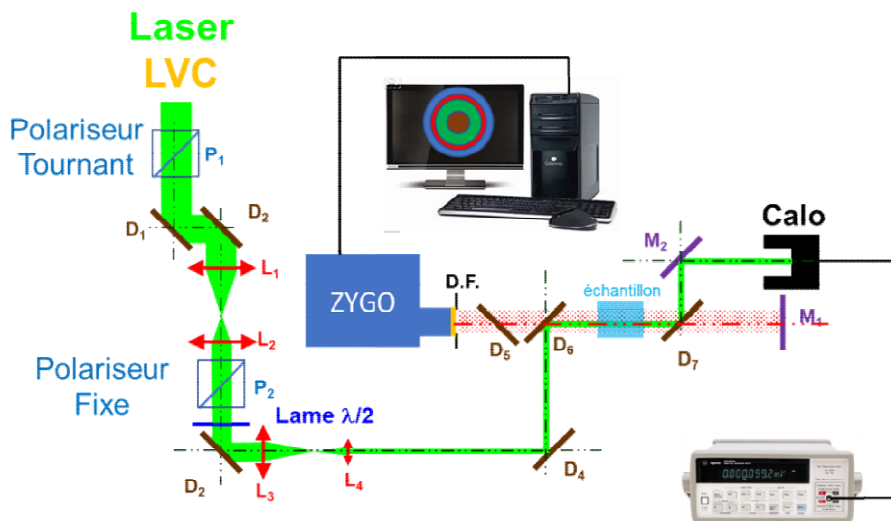 Laser
LVC
Polariseur
Tournant
P1
D1
D2
L1
L2
Polariseur
Fixe
P2
Lame λ/2
D2
L3
L4
D4
ZYGO
D.F.
D5
D6
échantillon
D7
M1
M2
Calo